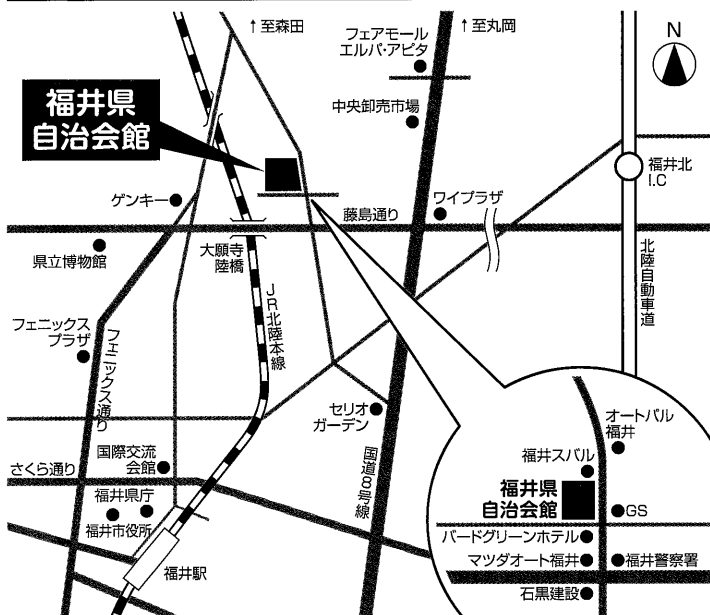 ↑至森田
フェアモール
エルパ・アピタ
↑至丸岡
N
福井県
自治会館
中央卸売市場
福井北
I.C
ゲンキー
藤島通り
ワイプラザ
県立博物館
大願寺
陸橋
北陸自動車道
JR北陸本線
フェニックス
プラザ
フェニックス通り
セリオ
ガーデン
国道8号線
国際交流
会館
さくら通り
福井県庁
福井市役所
福井駅
オートパル
福井
福井スバル
福井県
自治会館
GS
バードグリーンホテル
マツダオート福井
福井警察署
石黒建設